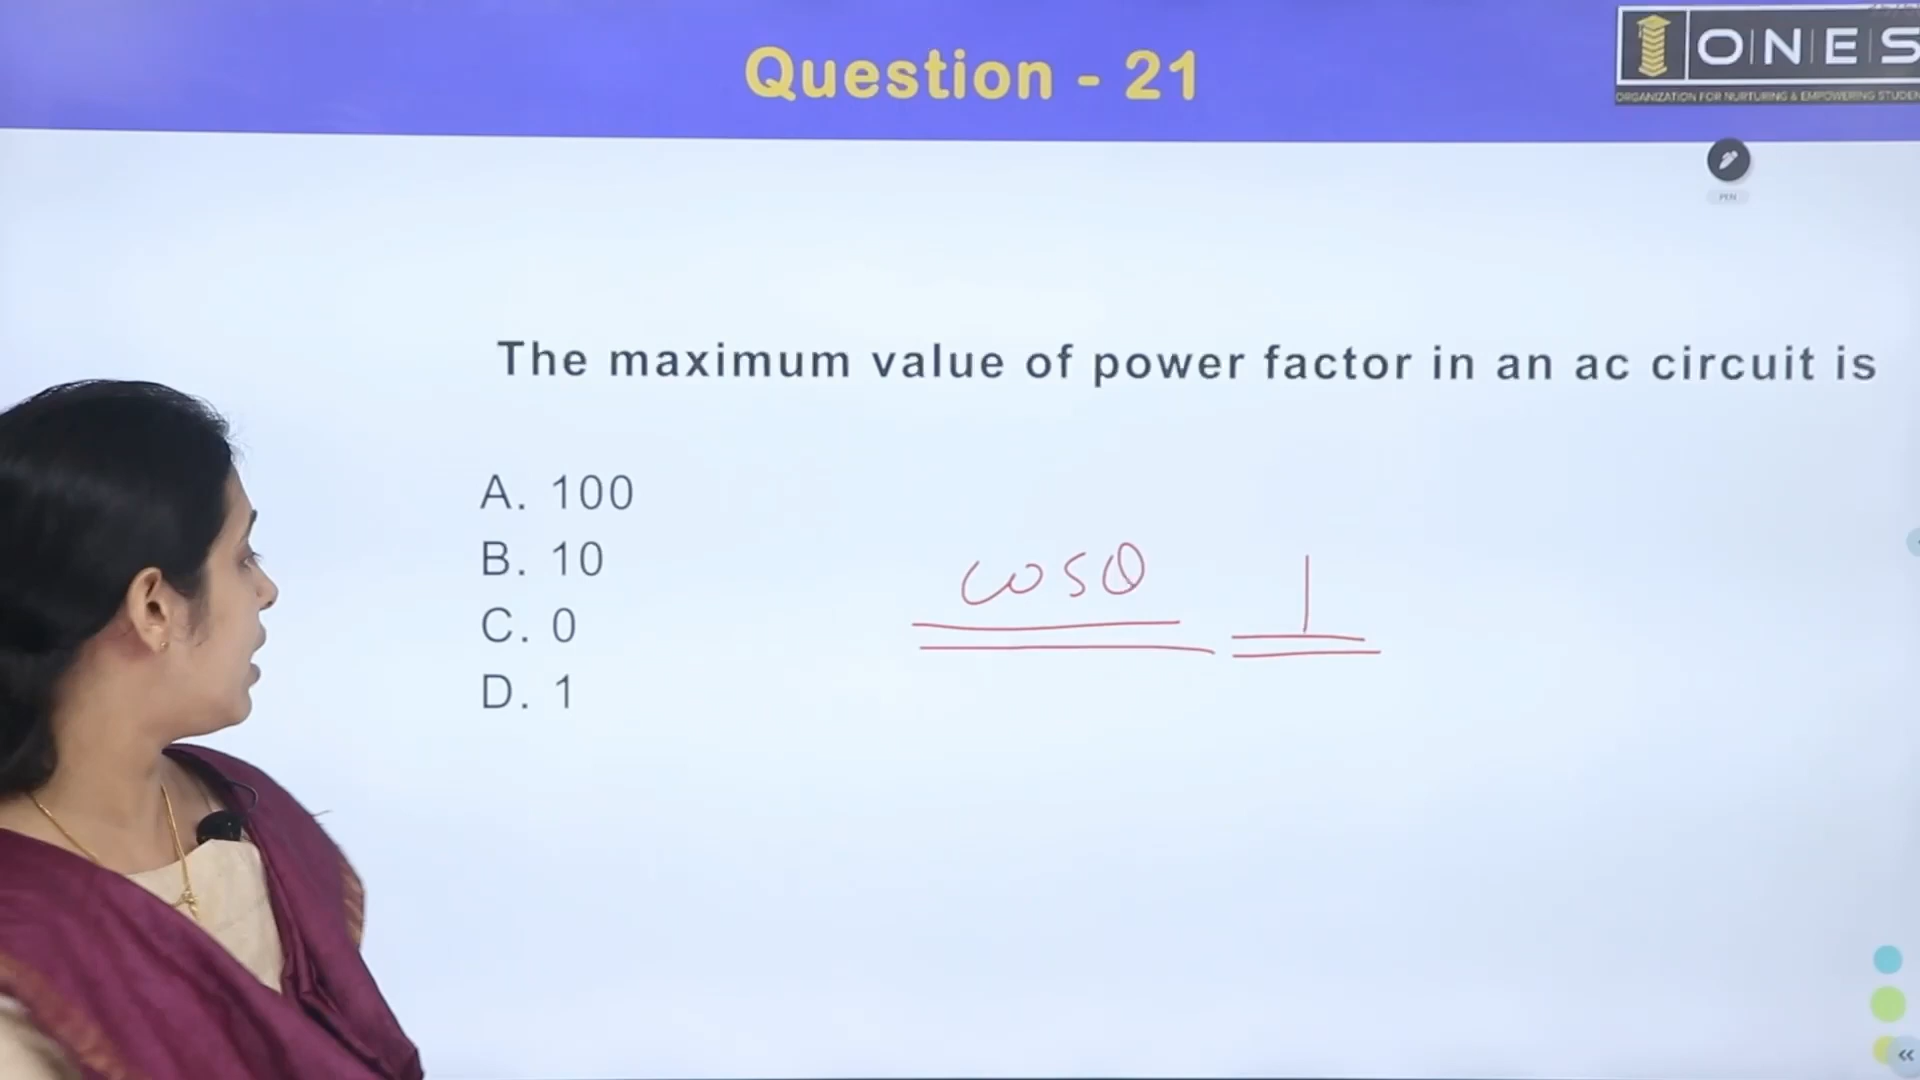 Question - 21
ONES
ORGANIZATION FOR NURTURING & EMPOWERING STUDEN
PEN
The maximum value of power factor in an ac circuit is
A. 100
B. 10
C. 0
D. 1
cosθ 1